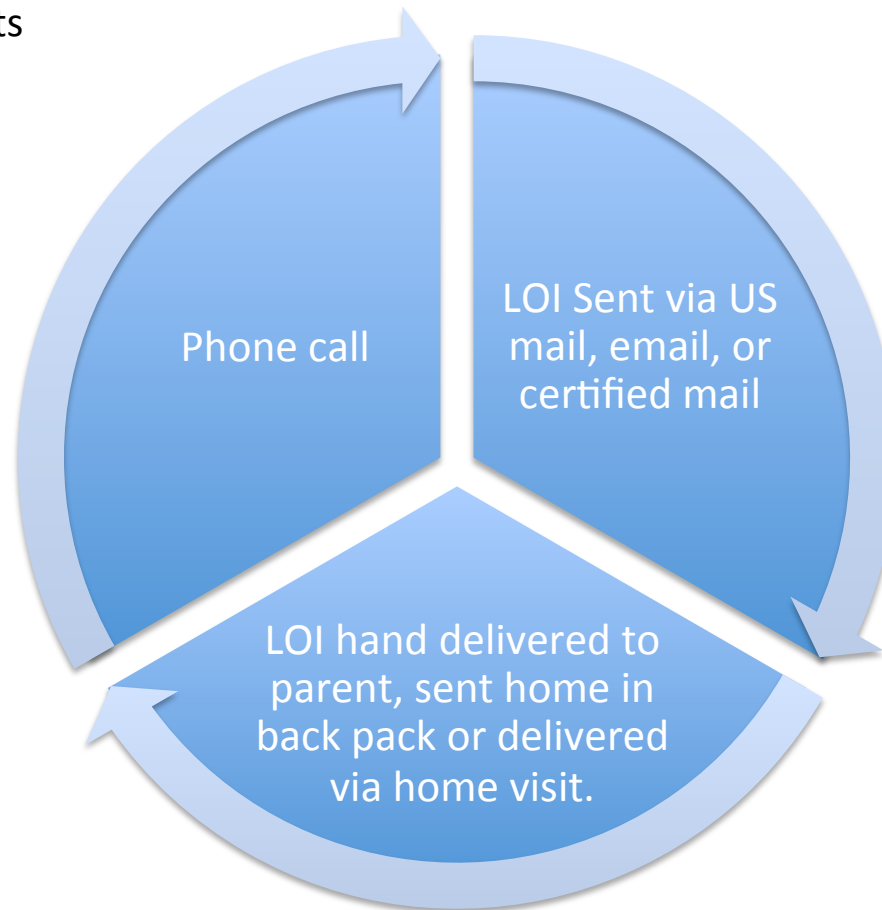 ts
Phone call
LOI Sent via US
mail, email, or
certified mail
LOI hand delivered to
parent, sent home in
back pack or delivered
via home visit.